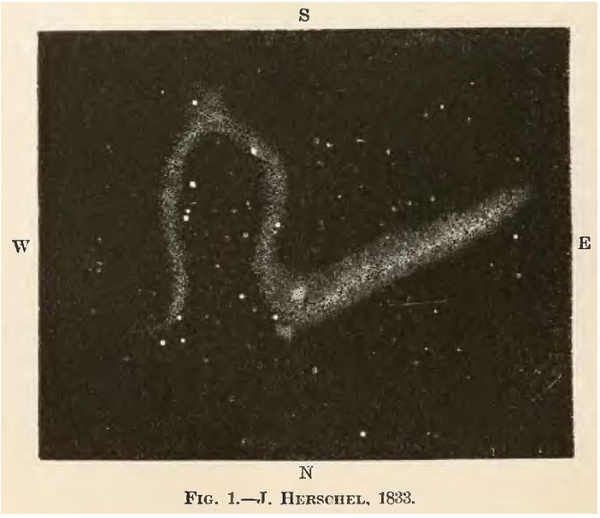 S
W
E
N
FIG. 1.—J. HERSCHEL, 1833.